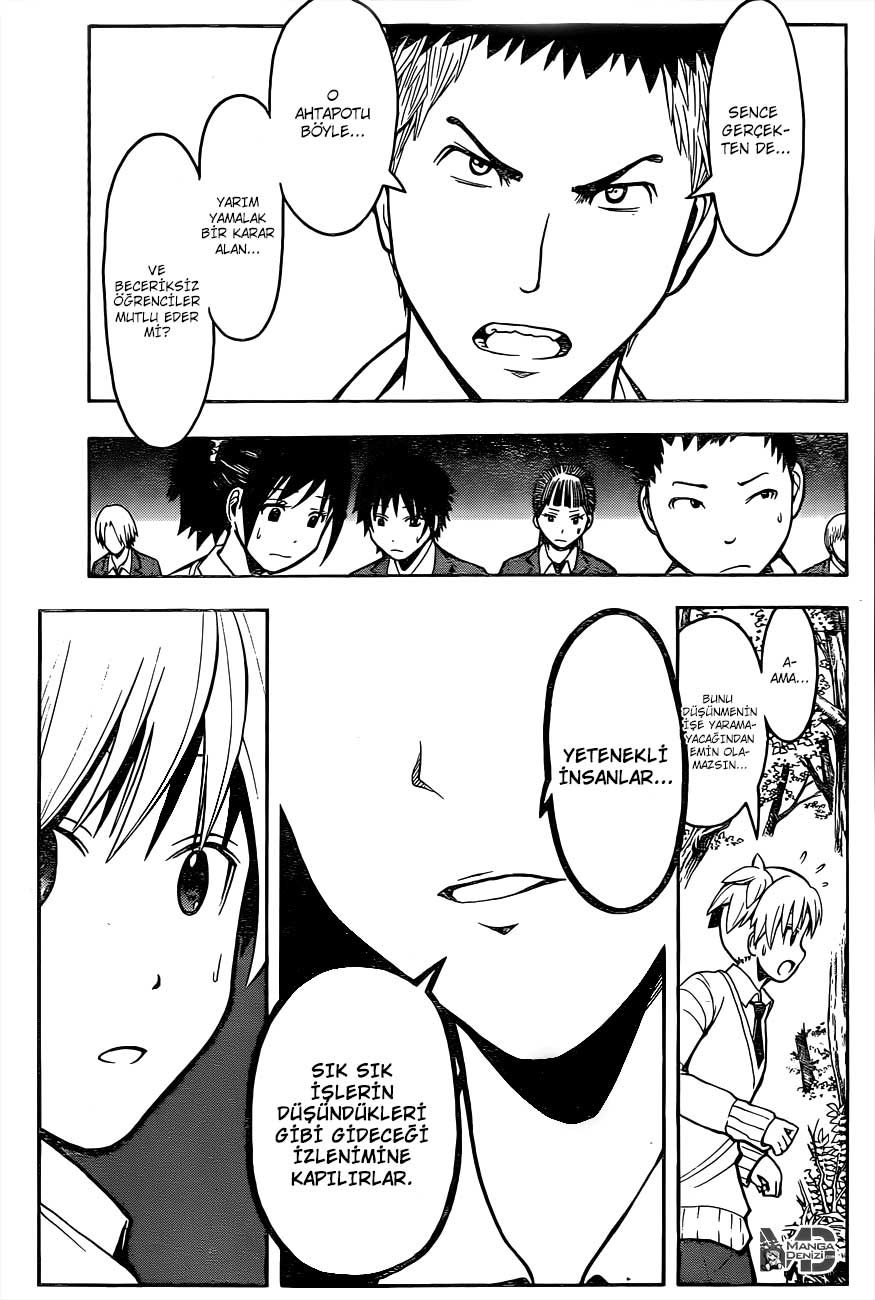 SENCE
GERÇEK-
TEN DE...
O
AHTAPOTU
BÖYLE...
YARIM
YAMALAK
BİR KARAR
ALAN...
VE
BECERİKSİZ
ÖĞRENCİLER
MUTLU EDER
Mİ?
A-
AMA...
BUNU
DÜŞÜNMENİN
İŞE YARAMA-
YACAĞINDAN
EMİN OLA-
MAZSIN...
YETENEKLİ
İNSANLAR...
SIK SIK
İŞLERİN
DÜŞÜNDÜKLERİ
GİBİ GİDECEĞİ
İZLENİMİNE
KAPILIRLAR.
MANGA
DENİZİ